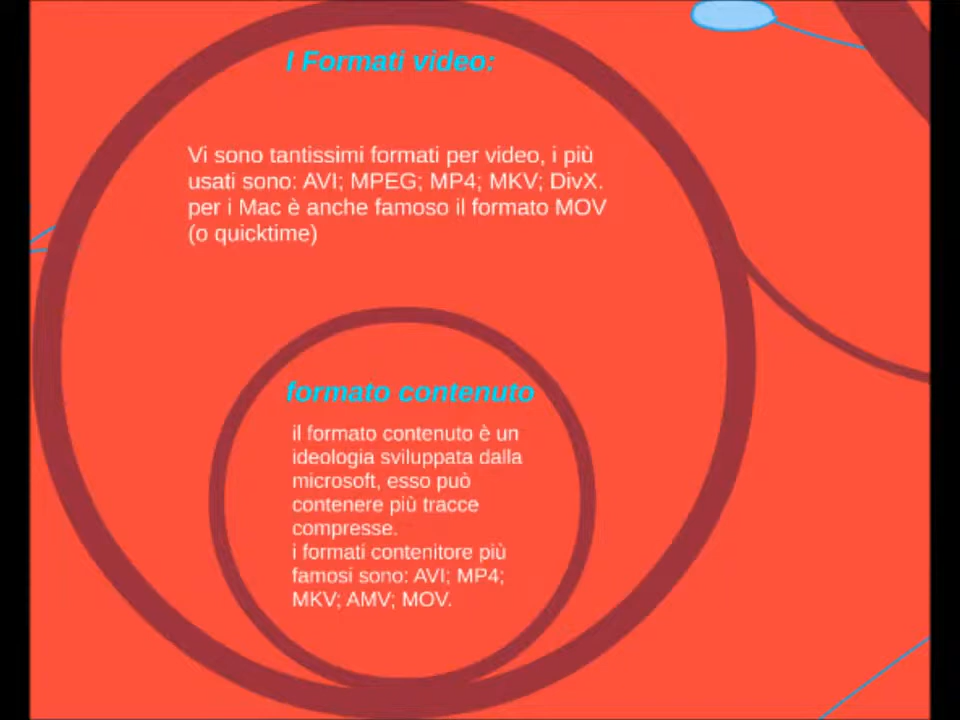 I Formati video:
Vi sono tantissimi formati per video, i più
usati sono: AVI; MPEG; MP4; MKV; DivX.
per i Mac è anche famoso il formato MOV
(o quicktime)
formato contenuto
il formato contenuto è un
ideologia sviluppata dalla
microsoft, esso può
contenere più tracce
compresse.
i formati contenitore più
famosi sono: AVI; MP4;
MKV; AMV; MOV.